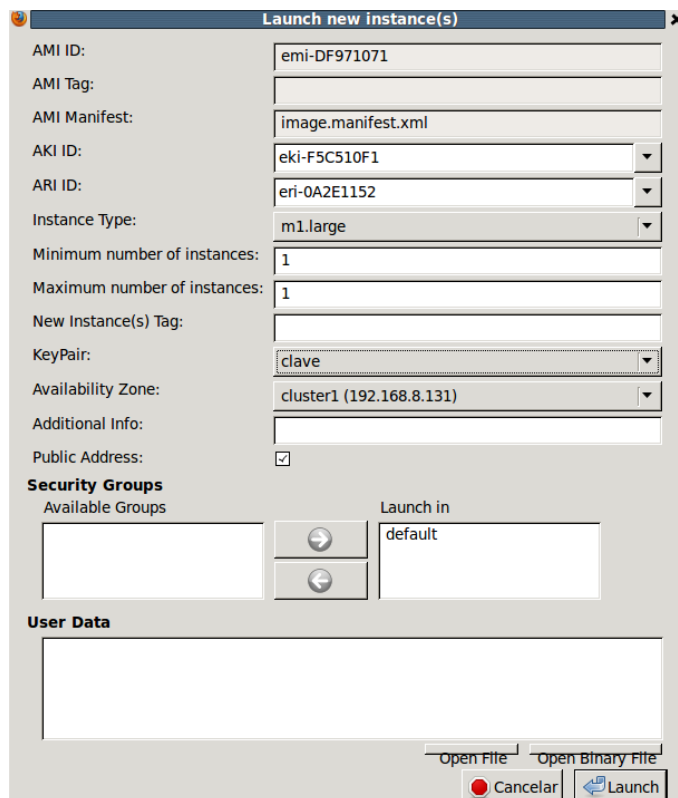 Launch new instance(s)
AMI ID: emi-DF971071
AMI Tag:
AMI Manifest: image.manifest.xml
AKI ID: eki-F5C510F1
ARI ID: eri-0A2E1152
Instance Type: m1.large
Minimum number of instances: 1
Maximum number of instances: 1
New Instance(s) Tag:
KeyPair: clave
Availability Zone: cluster1 (192.168.8.131)
Additional Info:
Public Address:
Security Groups
Available Groups Launch in
default
User Data
Open File Open Binary File
Cancelar Launch